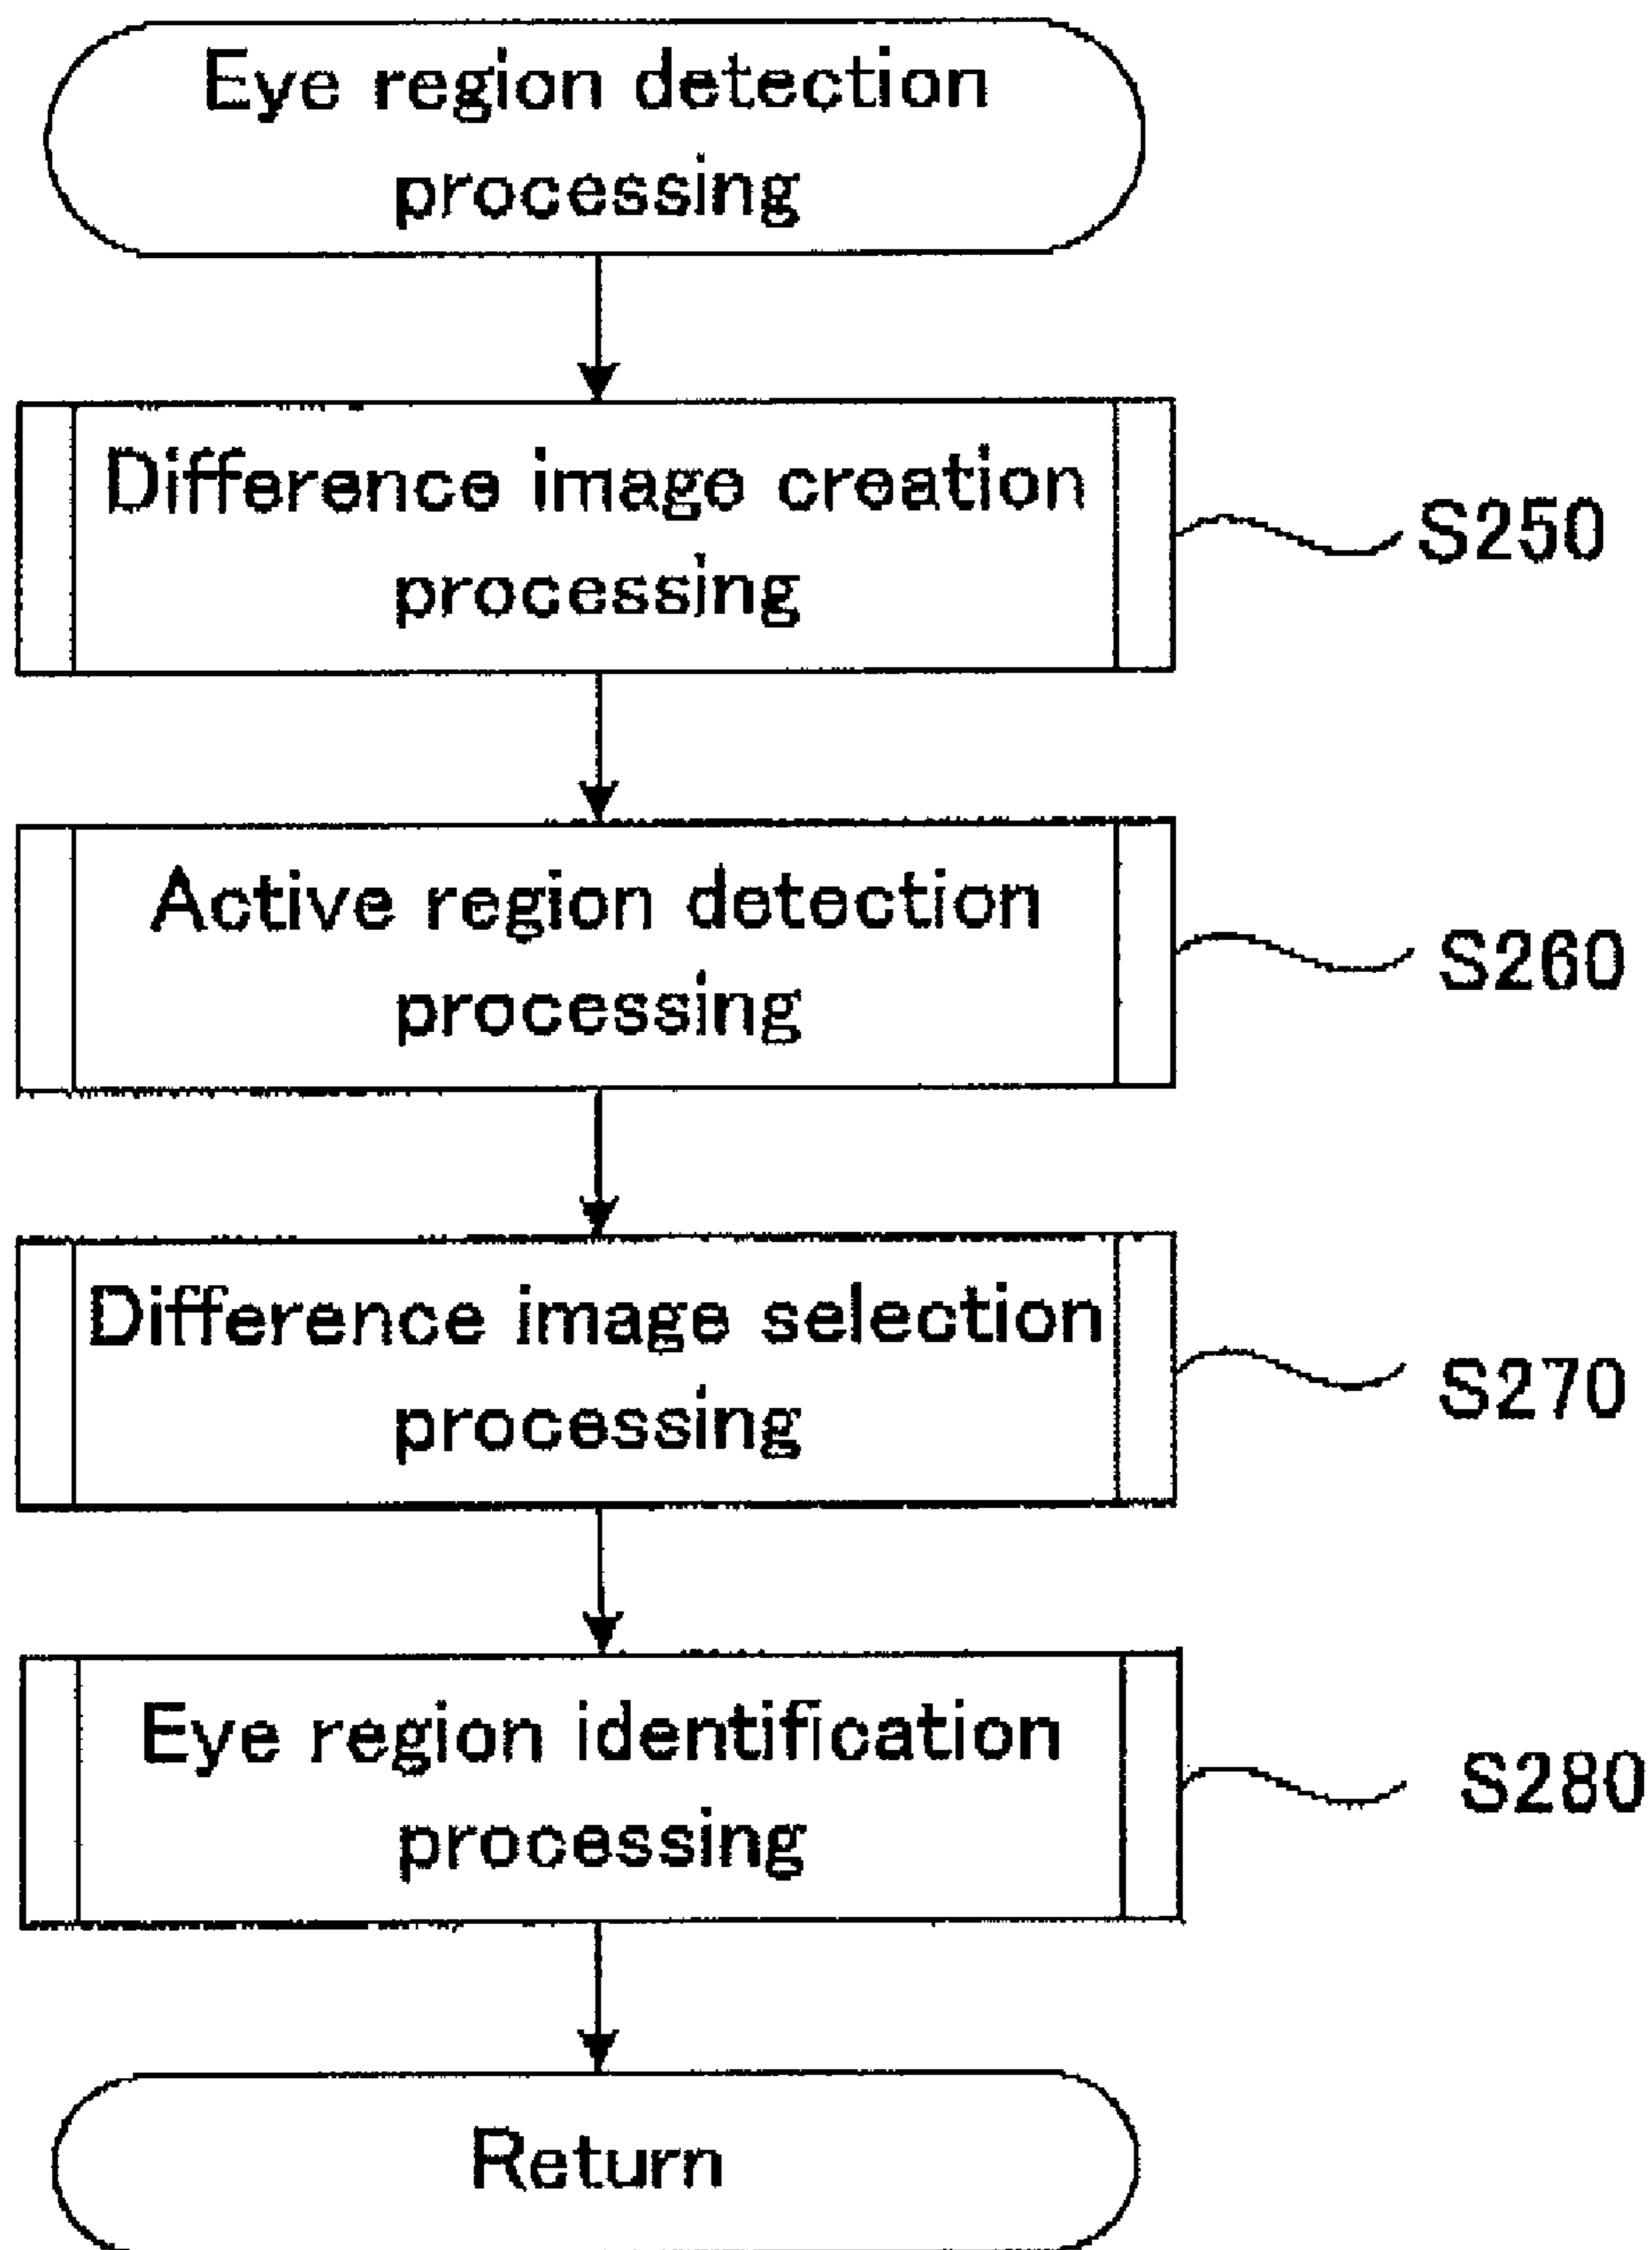 Eye region detection
processing
Difference image creation
processing
S250
Active region detection
processing
S260
Difference image selection
processing
S270
Eye region identification
processing
S280
Return